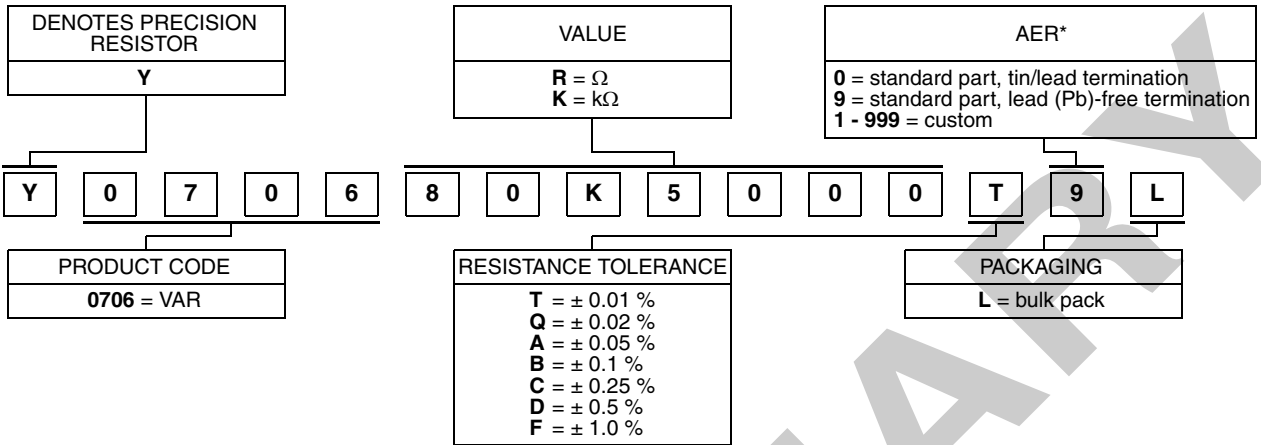 DENOTES PRECISION
RESISTOR
Y
VALUE
R = Ω
K = kΩ
AER*
0 = standard part, tin/lead termination
9 = standard part, lead (Pb)-free termination
1 - 999 = custom
Y 0 7 0 6 8 0 K 5 0 0 0 T 9 L
PRODUCT CODE
0706 = VAR
RESISTANCE TOLERANCE
T = ± 0.01 %
Q = ± 0.02 %
A = ± 0.05 %
B = ± 0.1 %
C = ± 0.25 %
D = ± 0.5 %
F = ± 1.0 %
PACKAGING
L = bulk pack